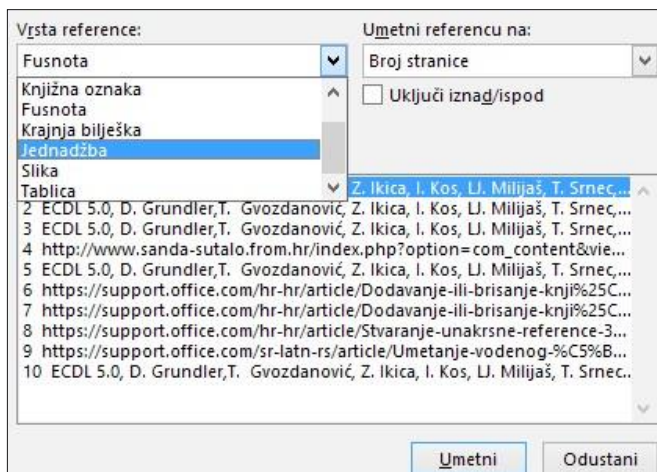 Vrsta reference:
Umetni referencu na:
Fusnota
Broj stranice
Knjižna oznaka
Fusnota
Krajnja bilješka
Jednadžba
Slika
Tablica
Uključi iznad/ispod
Z. Ikica, I. Kos, LJ. Milijaš, T. Srnec,...
2 ECDL 5.0, D. Grundler,T. Gvozdanović, Z. Ikica, I. Kos, LJ. Milijaš, T. Srnec,...
3 ECDL 5.0, D. Grundler,T. Gvozdanović, Z. Ikica, I. Kos, LJ. Milijaš, T. Srnec,...
4 http://www.sanda-sutalo.from.hr/index.php?option=com_content&vie...
5 ECDL 5.0, D. Grundler,T. Gvozdanović, Z. Ikica, I. Kos, LJ. Milijaš, T. Srnec,...
6 https://support.office.com/hr-hr/article/Dodavanje-ili-brisanje-knji%25C...
7 https://support.office.com/hr-hr/article/Dodavanje-ili-brisanje-knji%25C...
8 https://support.office.com/hr-hr/article/Stvaranje-unakrsne-reference-3...
9 https://support.office.com/sr-latn-rs/article/Umetanje-vodenog-%C5%B...
10 ECDL 5.0, D. Grundler,T. Gvozdanović, Z. Ikica, I. Kos, LJ. Milijaš, T. Srnec,..
Umetni
Odustani